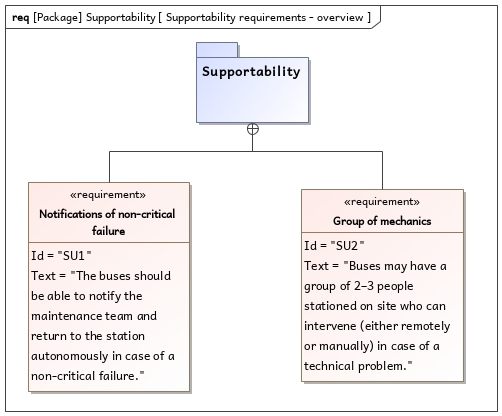 req [Package] Supportability [ Supportability requirements - overview ]
Supportability
«requirement»
Notifications of non-critical
failure
Id = "SU1"
Text = "The buses should
be able to notify the
maintenance team and
return to the station
autonomously in case of a
non-critical failure."
«requirement»
Group of mechanics
Id = "SU2"
Text = "Buses may have a
group of 2–3 people
stationed on site who can
intervene (either remotely
or manually) in case of a
technical problem."